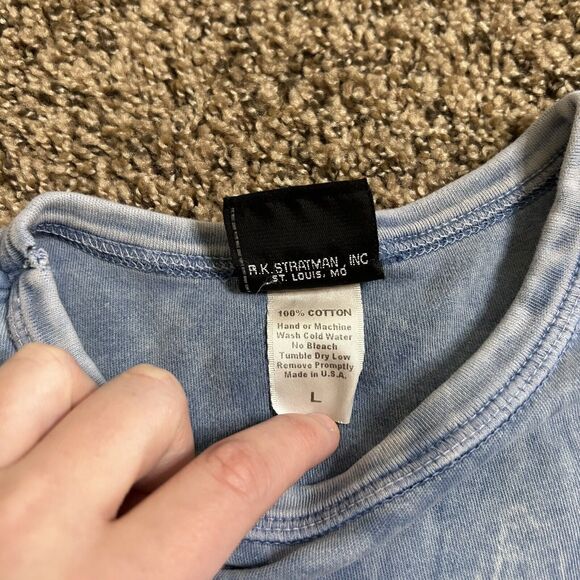 R.K. STRATMAN, INC
ST. LOUIS, MO
100% COTTON
Hand or Machine
Wash Cold Water
No Bleach
Tumble Dry Low
Remove Promptly
Made in U.S.A.
L